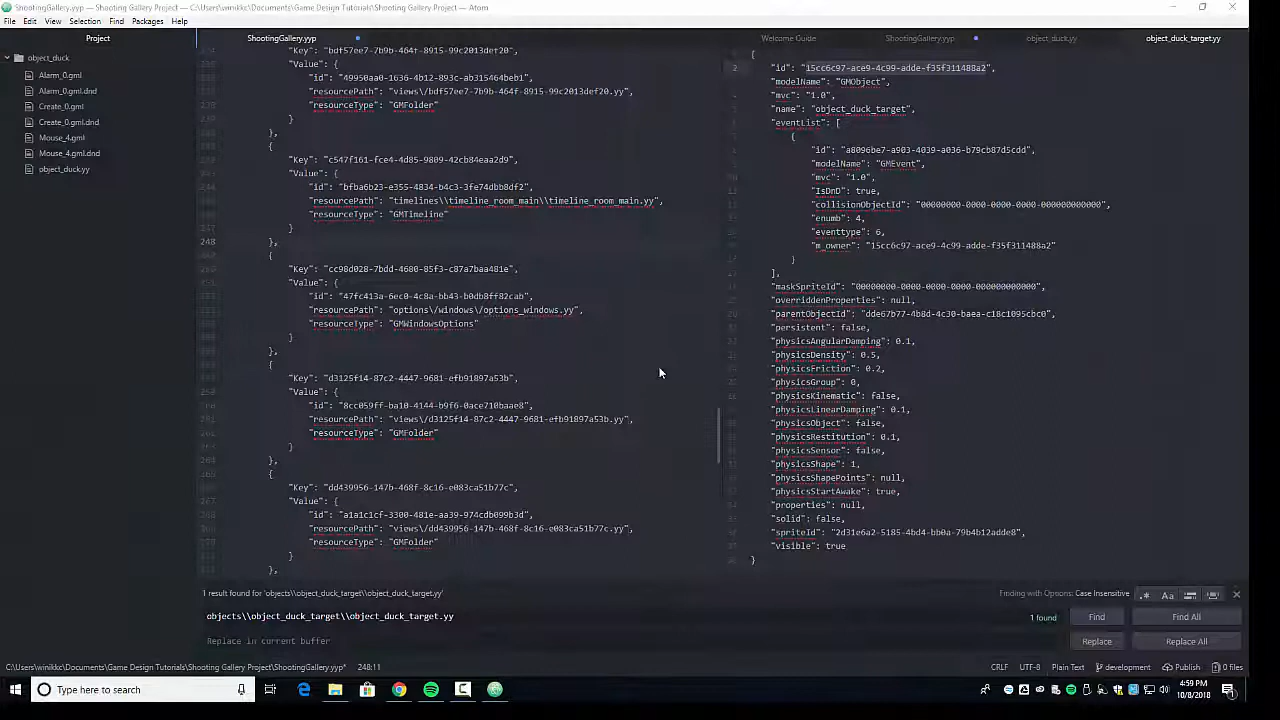 ShootingGallery.yyp — Shooting Gallery Project — C:\Users\winikkc\Documents\Game Design Tutorials\Shooting Gallery Project — Atom
File Edit View Selection Find Packages Help
Project
object_duck
Alarm_0.gml
Alarm_0.gml.dnd
Create_0.gml
Create_0.gml.dnd
Mouse_4.gml
Mouse_4.gml.dnd
object_duck.yy
ShootingGallery.yyp
"Key": "bdf57ee7-7b9b-464f-8915-99c2013def20",
"Value": {
"id": "49950aa0-1636-4b12-893c-ab315464beb1",
"resourcePath": "views\/bdf57ee7-7b9b-464f-8915-99c2013def20.yy",
"resourceType": "GMFolder"
}
},
{
"Key": "c547f161-fce4-4d85-9809-42cb84eaa2d9",
"Value": {
"id": "bfba6b23-e355-4834-b4c3-3fe74dbb8df2",
"resourcePath": "timelines\\timeline_room_main\\timeline_room_main.yy",
"resourceType": "GMTimeline"
}
248 },
{
"Key": "cc98d028-7bdd-4680-85f3-c87a7baa481e",
"Value": {
"id": "47fc413a-6ec0-4c8a-bb43-b0db8ff82cab",
"resourcePath": "options\/windows\/options_windows.yy",
"resourceType": "GMWindowsOptions"
}
},
{
"Key": "d3125f14-87c2-4447-9681-efb91897a53b",
"Value": {
"id": "8cc059ff-ba10-4144-b9f6-0ace710baae8",
"resourcePath": "views\/d3125f14-87c2-4447-9681-efb91897a53b.yy",
"resourceType": "GMFolder"
}
},
{
"Key": "dd439956-147b-468f-8c16-e083ca51b77c",
"Value": {
"id": "a1a1c1cf-3300-481e-aa39-974cdb099b3d",
"resourcePath": "views\/dd439956-147b-468f-8c16-e083ca51b77c.yy",
"resourceType": "GMFolder"
}
},
Welcome Guide ShootingGallery.yyp object_duck.yy object_duck_target.yy
{
2 "id": "15cc6c97-ace9-4c99-adde-f35f311488a2",
"modelName": "GMObject",
"mvc": "1.0",
"name": "object_duck_target",
"eventList": [
{
"id": "a8096be7-a903-4039-a036-b79cb87d5cdd",
"modelName": "GMEvent",
"mvc": "1.0",
"IsDnD": true,
"collisionObjectId": "00000000-0000-0000-0000-000000000000",
"enumb": 4,
"eventtype": 6,
"m_owner": "15cc6c97-ace9-4c99-adde-f35f311488a2"
}
],
"maskSpriteId": "00000000-0000-0000-0000-000000000000",
"overriddenProperties": null,
"parentObjectId": "dde67b77-4b8d-4c30-baea-c18c1095cbc0",
"persistent": false,
"physicsAngularDamping": 0.1,
"physicsDensity": 0.5,
"physicsFriction": 0.2,
"physicsGroup": 0,
"physicsKinematic": false,
"physicsLinearDamping": 0.1,
"physicsObject": false,
"physicsRestitution": 0.1,
"physicsSensor": false,
"physicsShape": 1,
"physicsShapePoints": null,
"physicsStartAwake": true,
"properties": null,
"solid": false,
"spriteId": "2d31e6a2-5185-4bd4-bb0a-79b4b12adde8",
"visible": true
}
1 result found for 'objects\\object_duck_target\\object_duck_target.yy' Finding with Options: Case Insensitive .* Aa
objects\\object_duck_target\\object_duck_target.yy 1 found Find Find All
Replace in current buffer Replace Replace All
C:\Users\winikkc\Documents\Game Design Tutorials\Shooting Gallery Project\ShootingGallery.yyp* 248:11 CRLF UTF-8 Plain Text development Publish 0 files
Type here to search
4:59 PM
10/8/2018